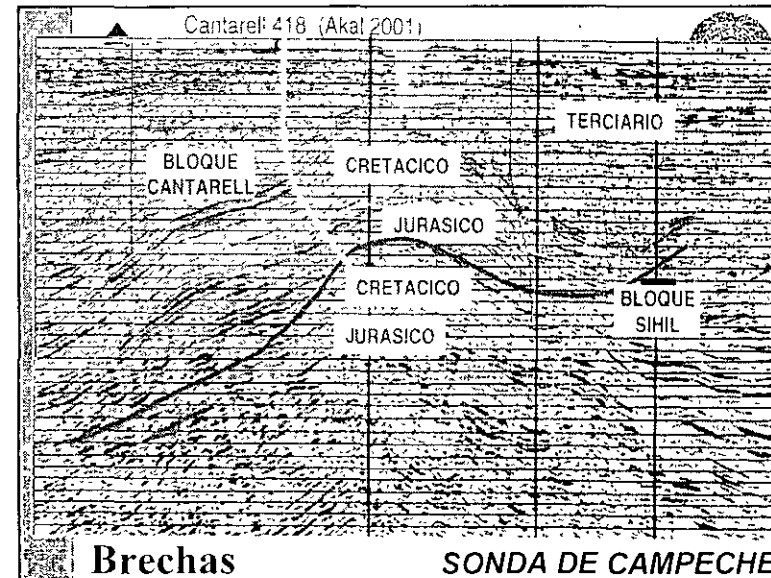 Cantarell 418 (Akal 2001)
TERCIARIO
BLOQUE
CANTARELL
CRETACICO
JURASICO
CRETACICO
BLOQUE
SIHIL
JURASICO
Brechas
SONDA DE CAMPECHE